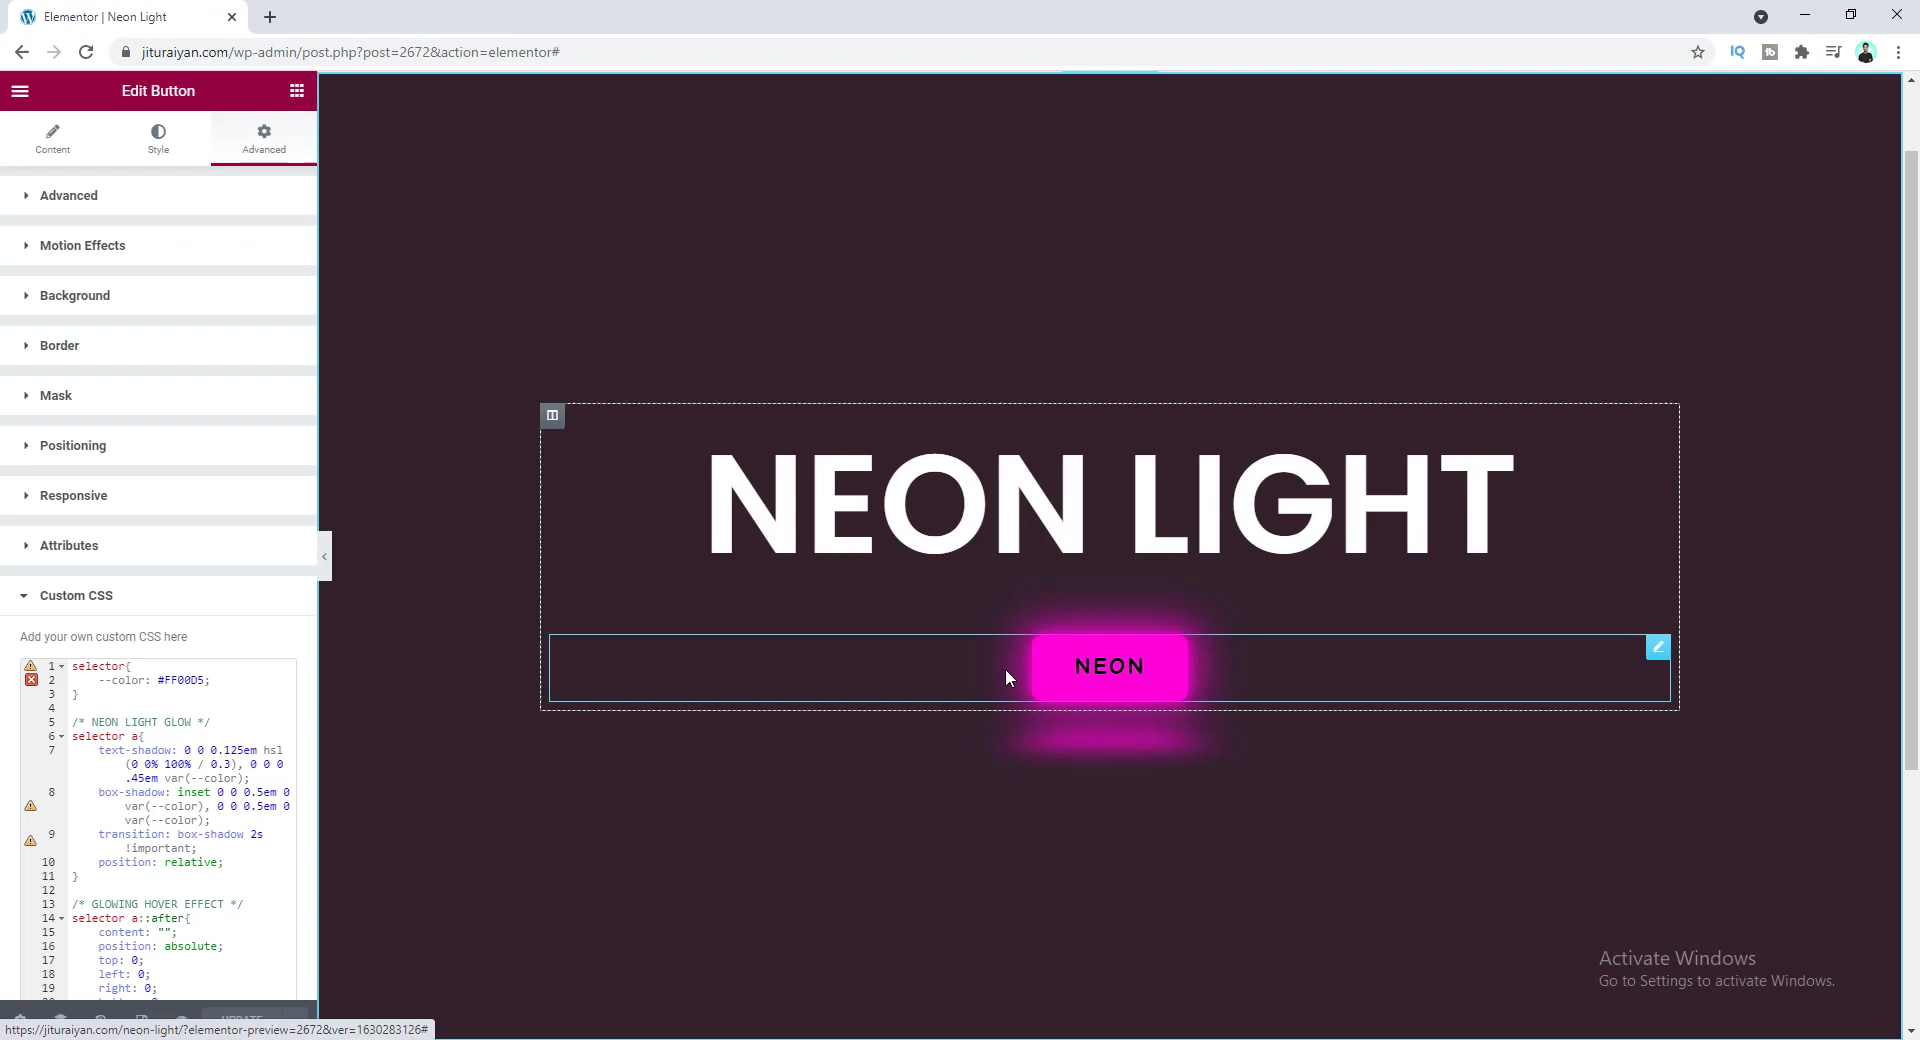 Elementor | Neon Light
jituraiyan.com/wp-admin/post.php?post=2672&action=elementor#
IQ
tb
Edit Button
Content
Style
Advanced
Advanced
Motion Effects
Background
Border
Mask
Positioning
Responsive
Attributes
Custom CSS
Add your own custom CSS here
1 selector{
2 --color: #FF00D5;
3 }
4
5 /* NEON LIGHT GLOW */
6 selector a{
7 text-shadow: 0 0 0.125em hsl
(0 0% 100% / 0.3), 0 0 0
.45em var(--color);
8 box-shadow: inset 0 0 0.5em 0
var(--color), 0 0 0.5em 0
var(--color);
9 transition: box-shadow 2s
!important;
10 position: relative;
11 }
12
13 /* GLOWING HOVER EFFECT */
14 selector a::after{
15 content: "";
16 position: absolute;
17 top: 0;
18 left: 0;
19 right: 0;
https://jituraiyan.com/neon-light/?elementor-preview=2672&ver=1630283126#
NEON LIGHT
NEON
Activate Windows
Go to Settings to activate Windows.